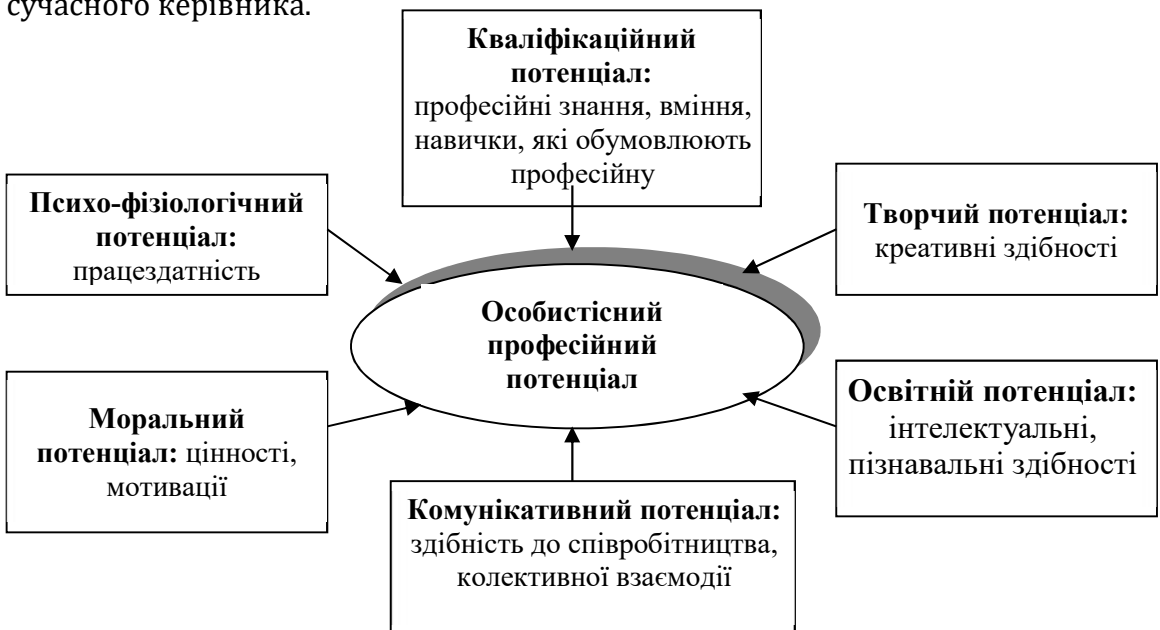 сучасного керівника.
Кваліфікаційний
потенціал:
професійні знання, вміння,
навички, які обумовлюють
професійну
Психо-фізіологічний
потенціал:
працездатність
Творчий потенціал:
креативні здібності
Особистісний
професійний
потенціал
Моральний
потенціал: цінності,
мотивації
Освітній потенціал:
інтелектуальні,
пізнавальні здібності
Комунікативний потенціал:
здібність до співробітництва,
колективної взаємодії